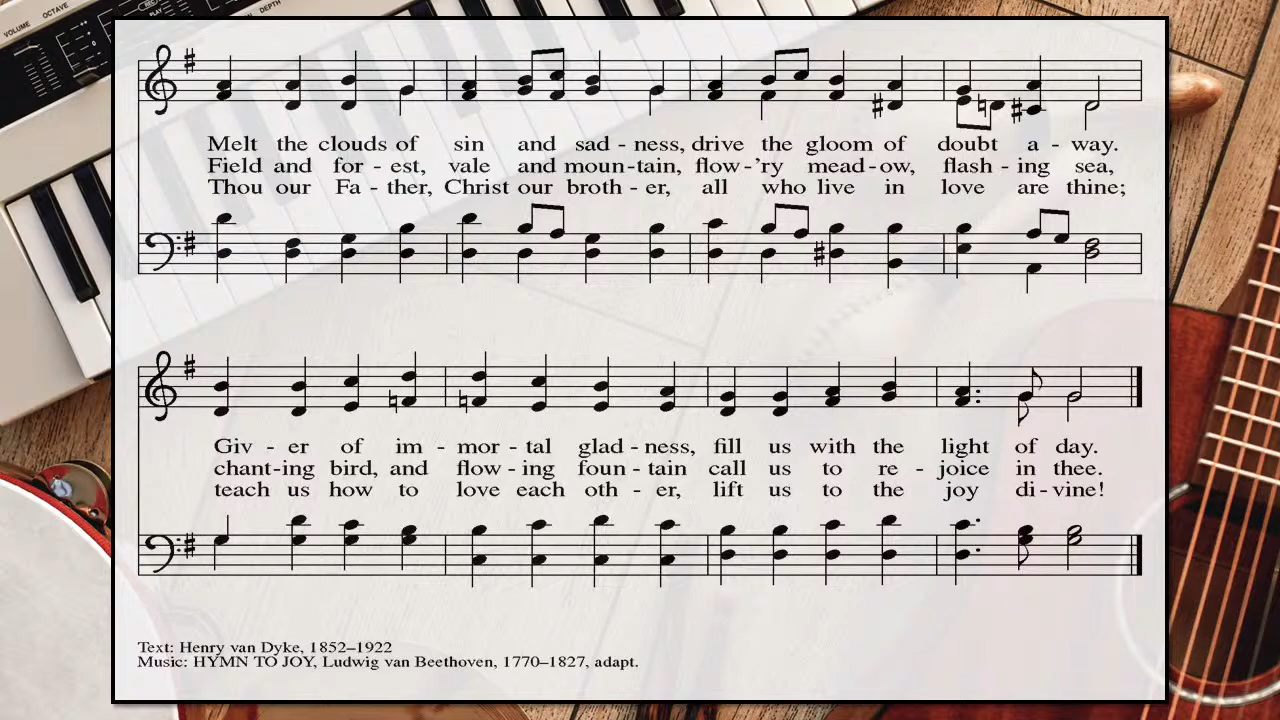 VOLUME OCTAVE
PLAY
DEPTH
Melt the clouds of sin and sad - ness, drive the gloom of doubt a - way.
Field and for - est, vale and moun - tain, flow - 'ry mead - ow, flash - ing sea,
Thou our Fa - ther, Christ our broth - er, all who live in love are thine;
Giv - er of im - mor - tal glad - ness, fill us with the light of day.
chant - ing bird, and flow - ing foun - tain call us to re - joice in thee.
teach us how to love each oth - er, lift us to the joy di - vine!
Text: Henry van Dyke, 1852–1922
Music: HYMN TO JOY, Ludwig van Beethoven, 1770–1827, adapt.